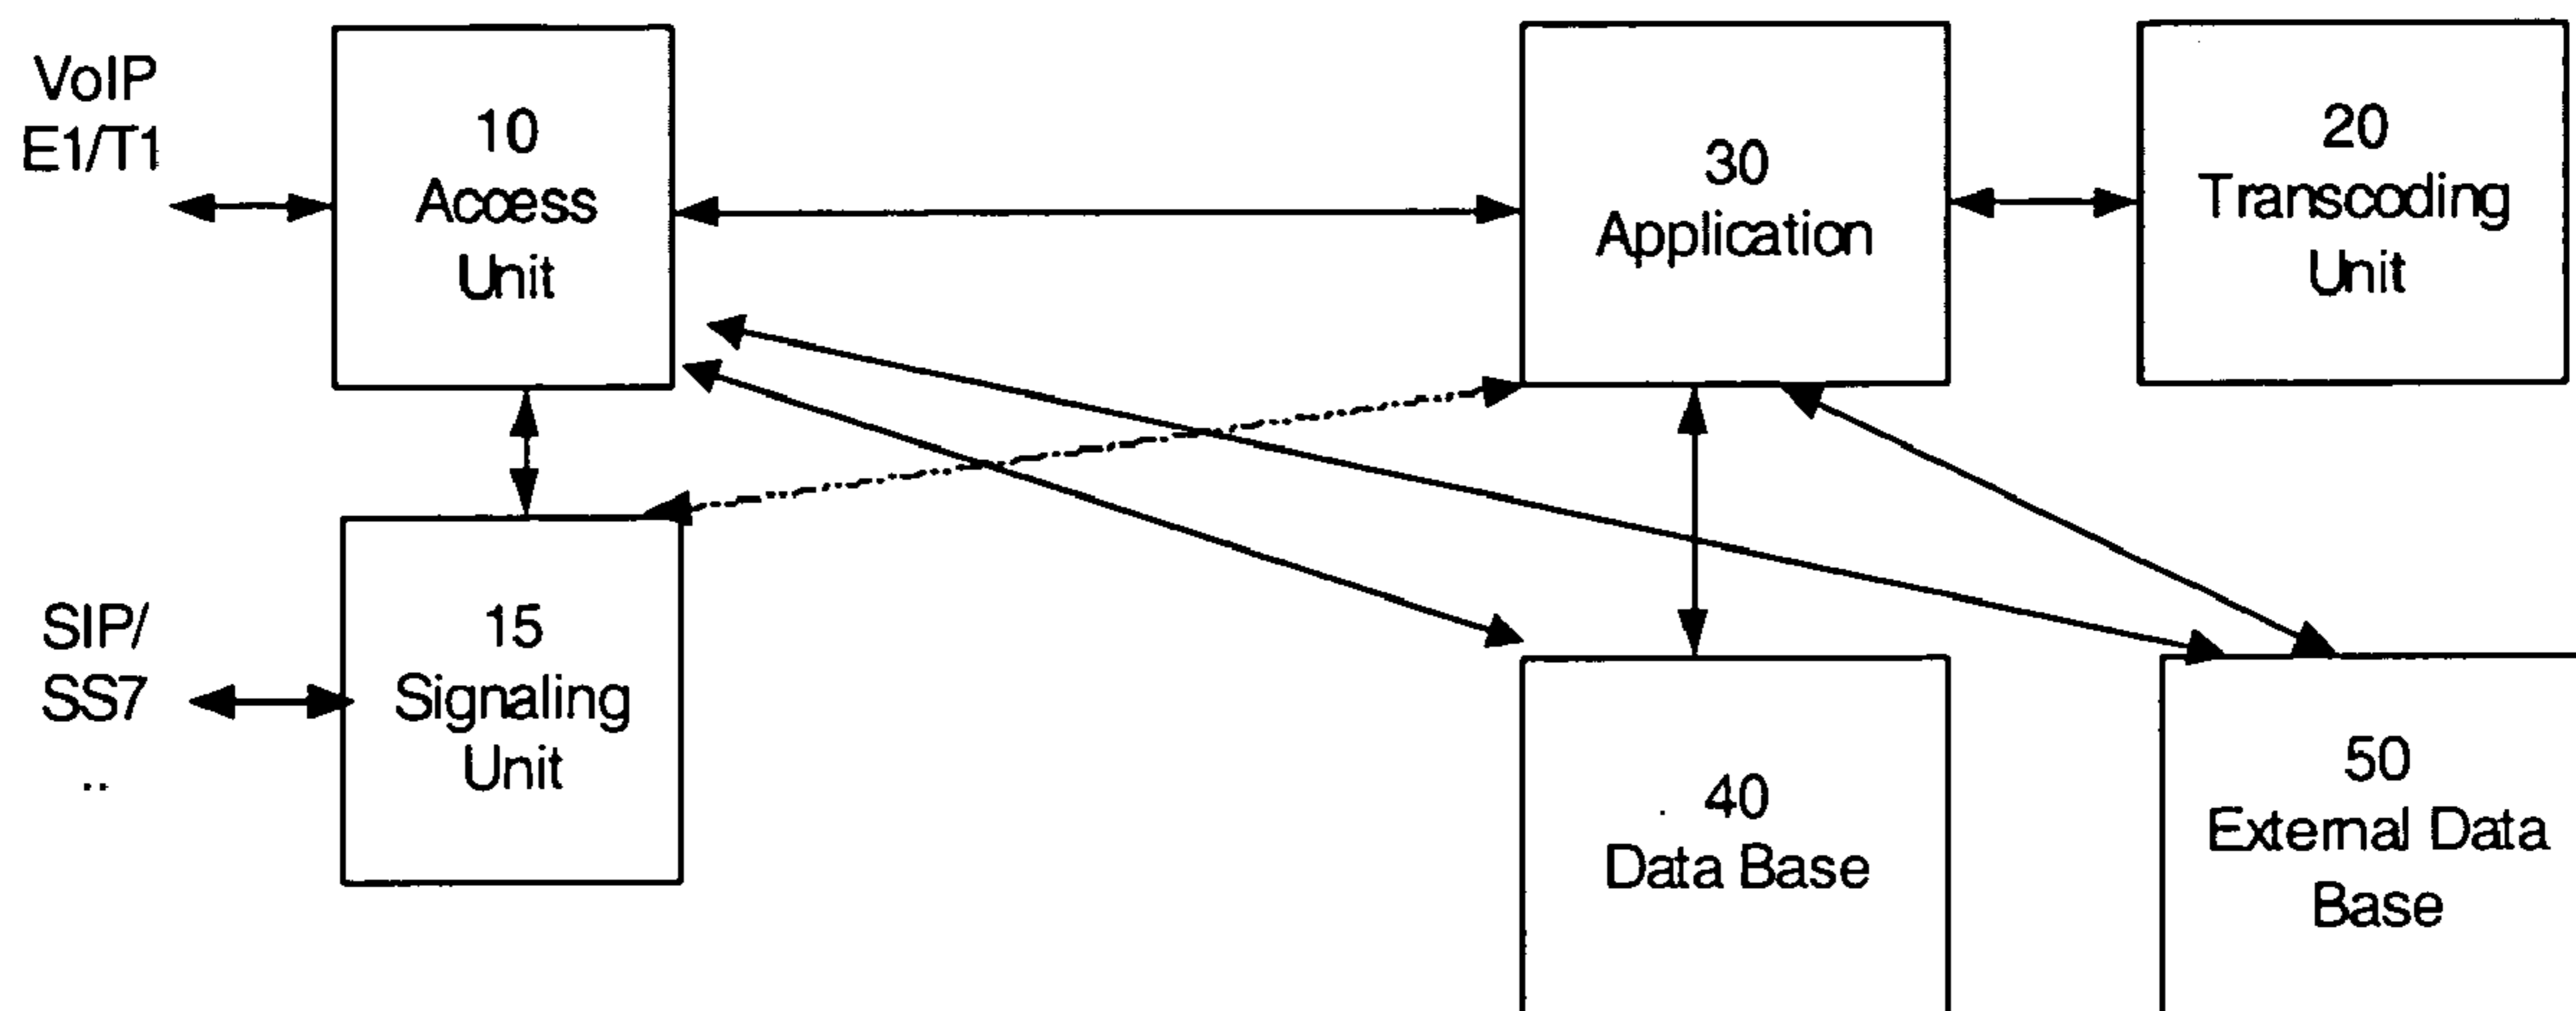 VoIP
E1/T1
10
Access
Unit
30
Application
20
Transcoding
Unit
SIP/
SS7
..
15
Signaling
Unit
40
Data Base
50
External Data
Base